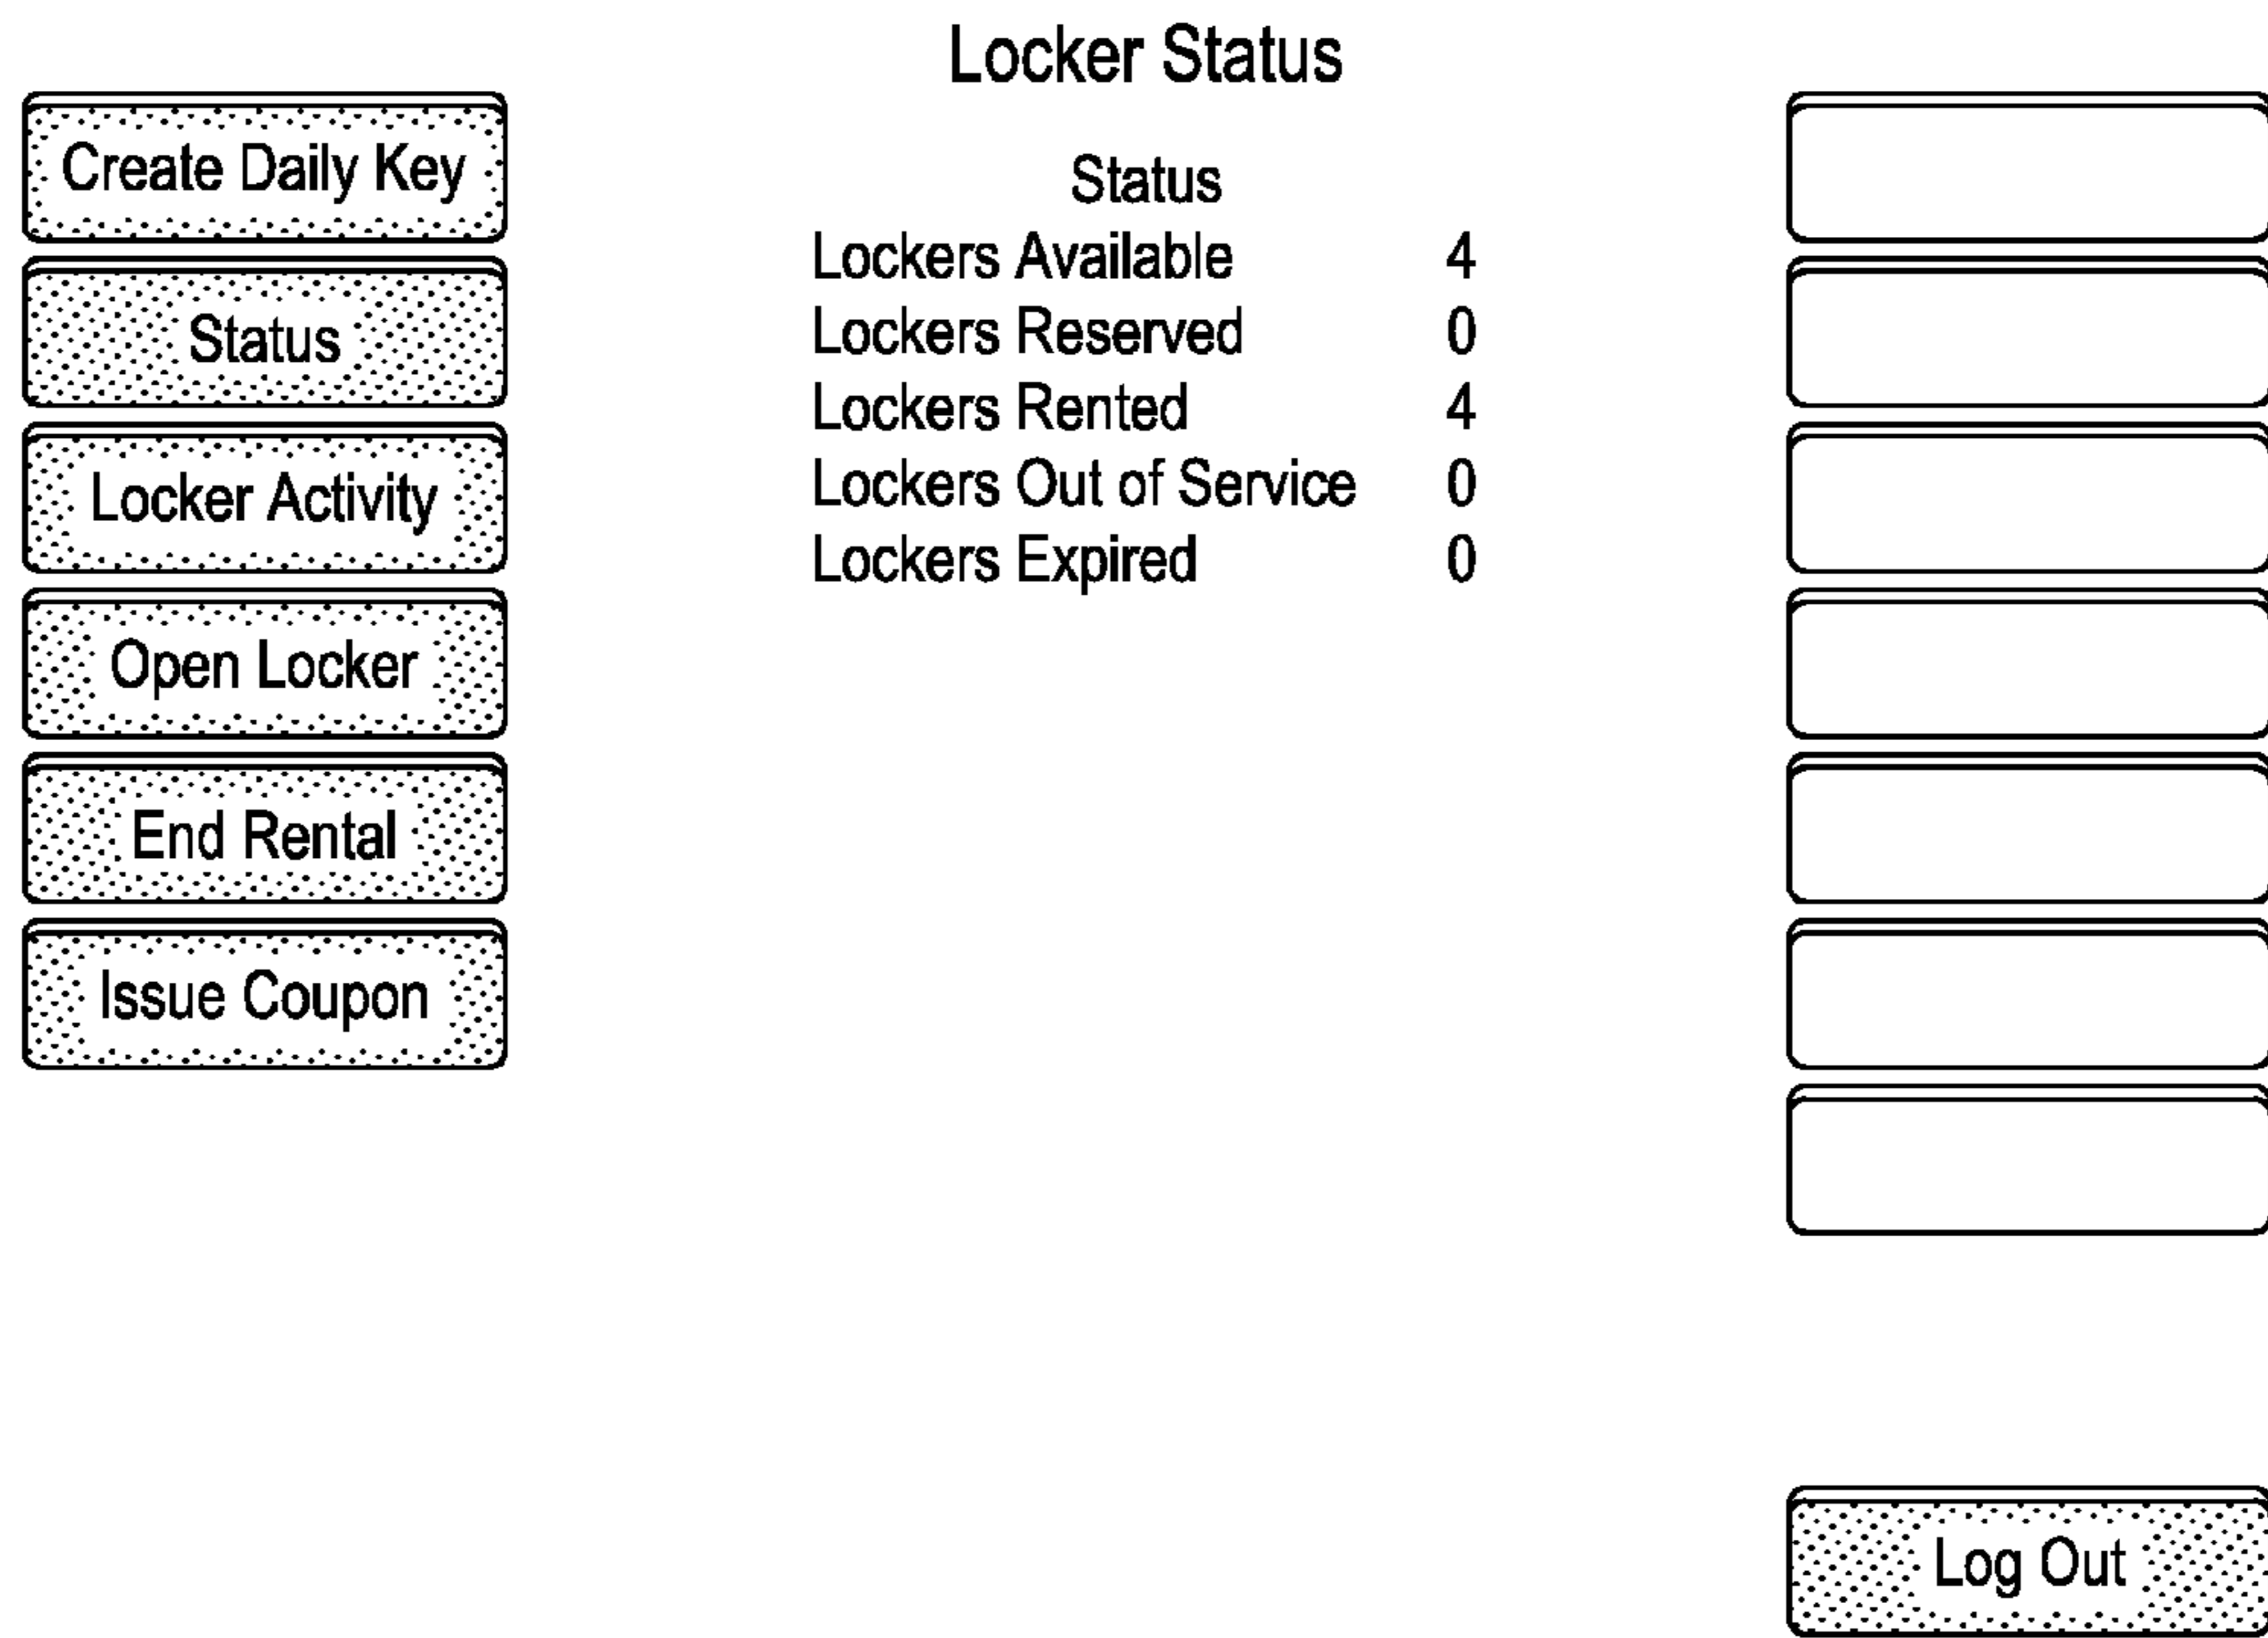 Locker Status
Create Daily Key
Status
Locker Activity
Open Locker
End Rental
Issue Coupon
Status
Lockers Available 4
Lockers Reserved 0
Lockers Rented 4
Lockers Out of Service 0
Lockers Expired 0
Log Out